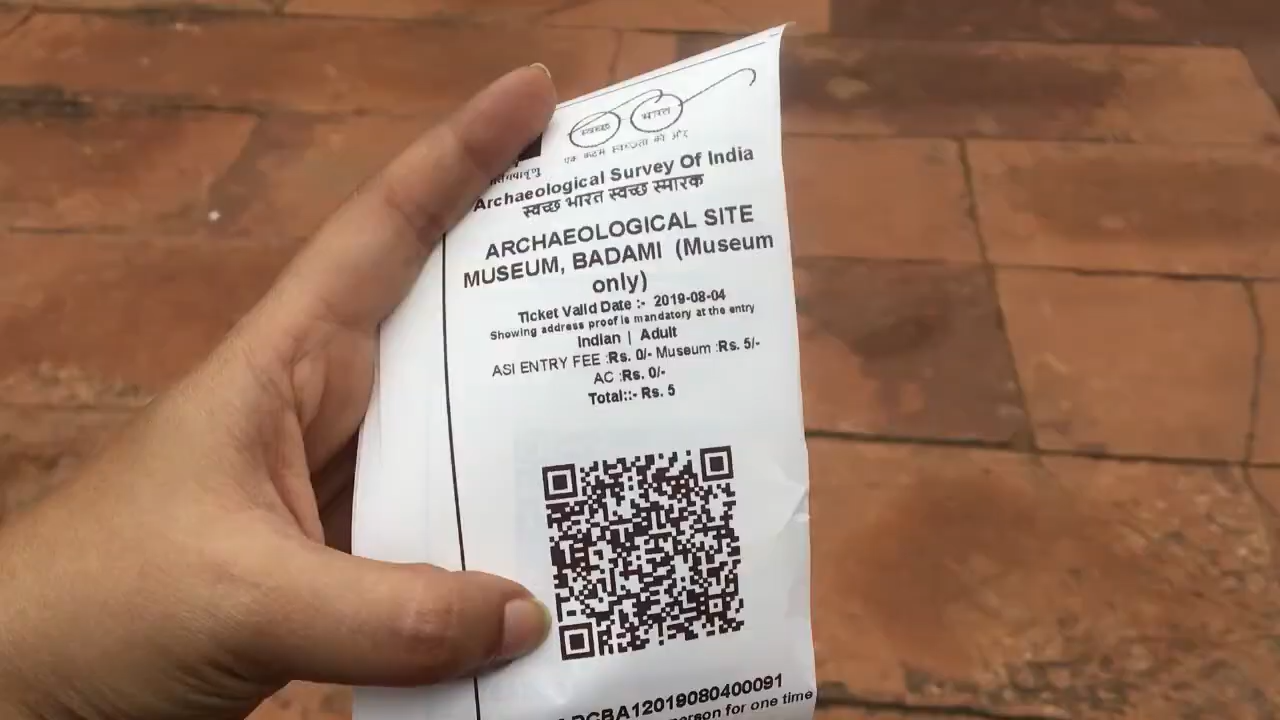 स्वच्छ भारत
एक कदम स्वच्छता की ओर
Archaeological Survey Of India
स्वच्छ भारत स्वच्छ स्मारक
ARCHAEOLOGICAL SITE
MUSEUM, BADAMI (Museum
only)
Ticket Valid Date :- 2019-08-04
Showing address proof is mandatory at the entry
Indian | Adult
ASI ENTRY FEE :Rs. 0/- Museum :Rs. 5/-
AC :Rs. 0/-
Total::- Rs. 5
DCBA12019080400091
person for one time